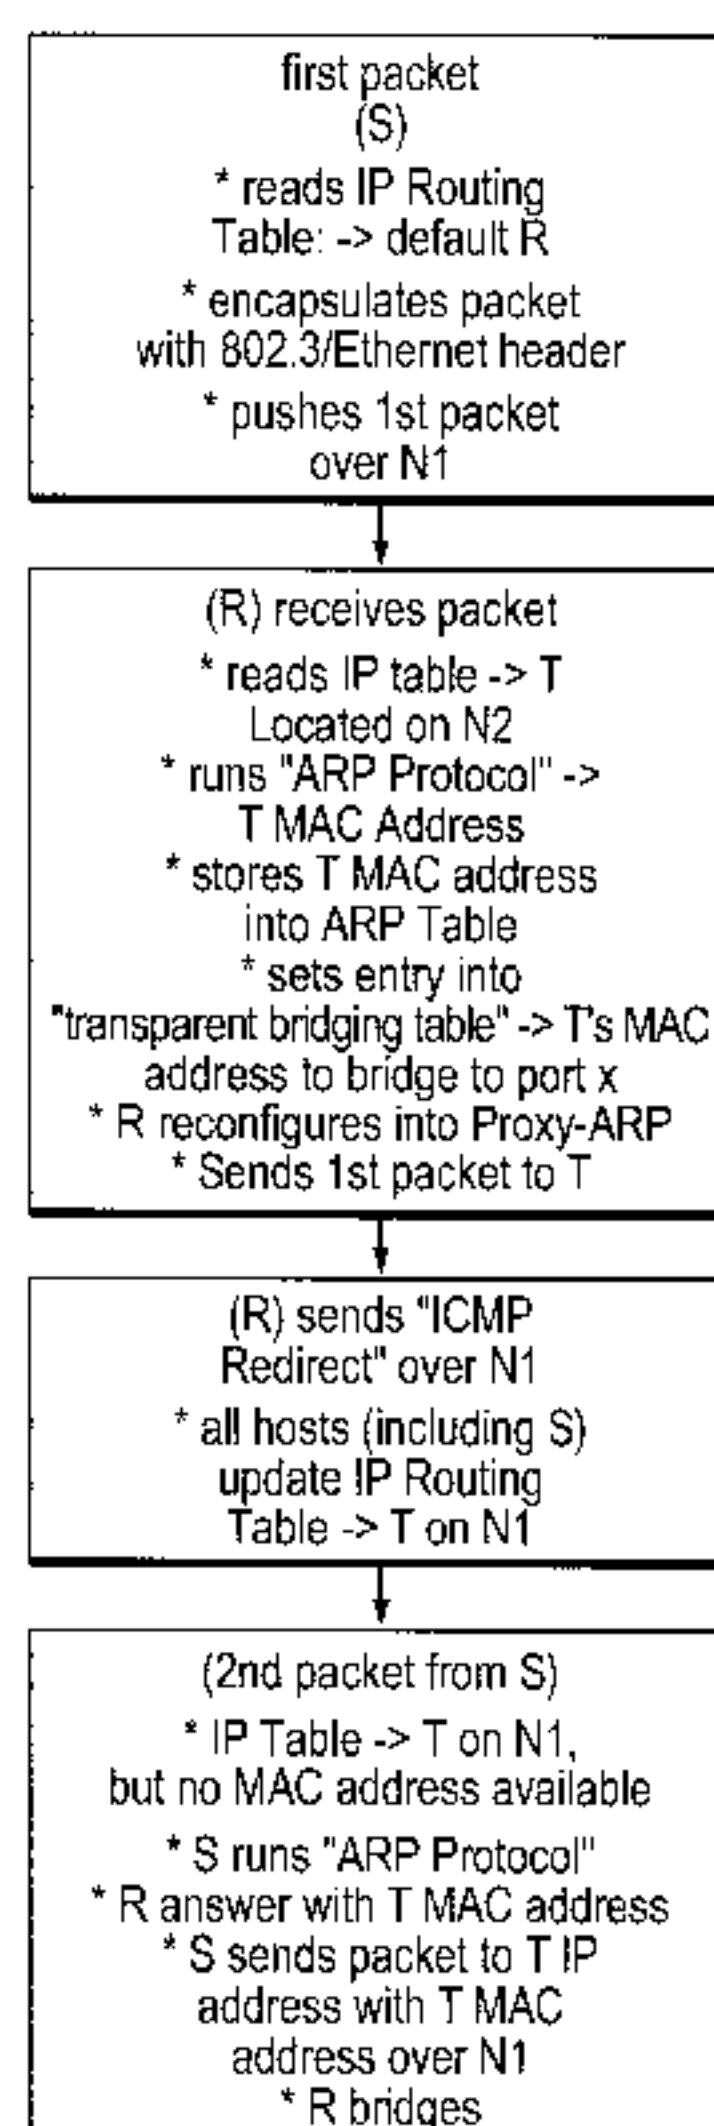 first packet
(S)
* reads IP Routing
Table: -> default R
* encapsulates packet
with 802.3/Ethernet header
* pushes 1st packet
over N1
(R) receives packet
* reads IP table -> T
Located on N2
* runs "ARP Protocol" ->
T MAC Address
* stores T MAC address
into ARP Table
* sets entry into
"transparent bridging table" -> T's MAC
address to bridge to port x
* R reconfigures into Proxy-ARP
* Sends 1st packet to T
(R) sends "ICMP
Redirect" over N1
* all hosts (including S)
update IP Routing
Table -> T on N1
(2nd packet from S)
* IP Table -> T on N1,
but no MAC address available
* S runs "ARP Protocol"
* R answer with T MAC address
* S sends packet to T IP
address with T MAC
address over N1
* R bridges